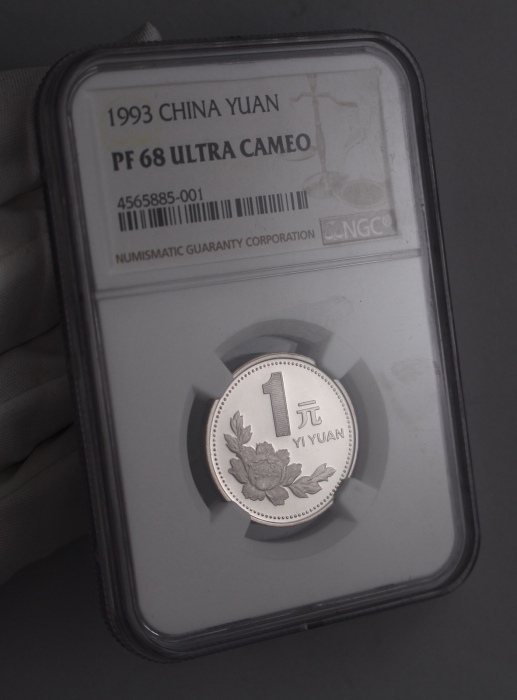 1993 CHINA YUAN
PF 68 ULTRA CAMEO
4565885-001
NUMISMATIC GUARANTY CORPORATION
NGC®
1元
YI YUAN